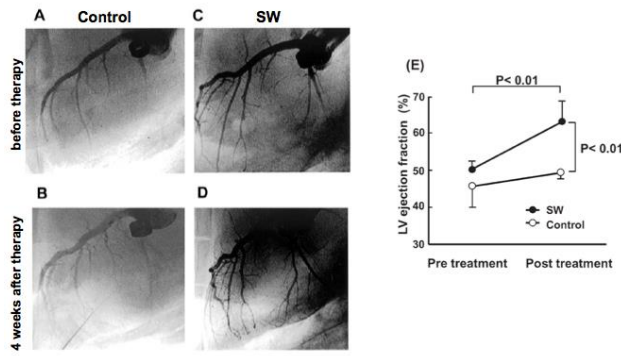 A Control
C SW
before therapy
B
D
4 weeks after therapy
(E)
P< 0.01
LV ejection fraction (%)
70
60
50
40
30
P< 0.01
SW
Control
Pre treatment Post treatment